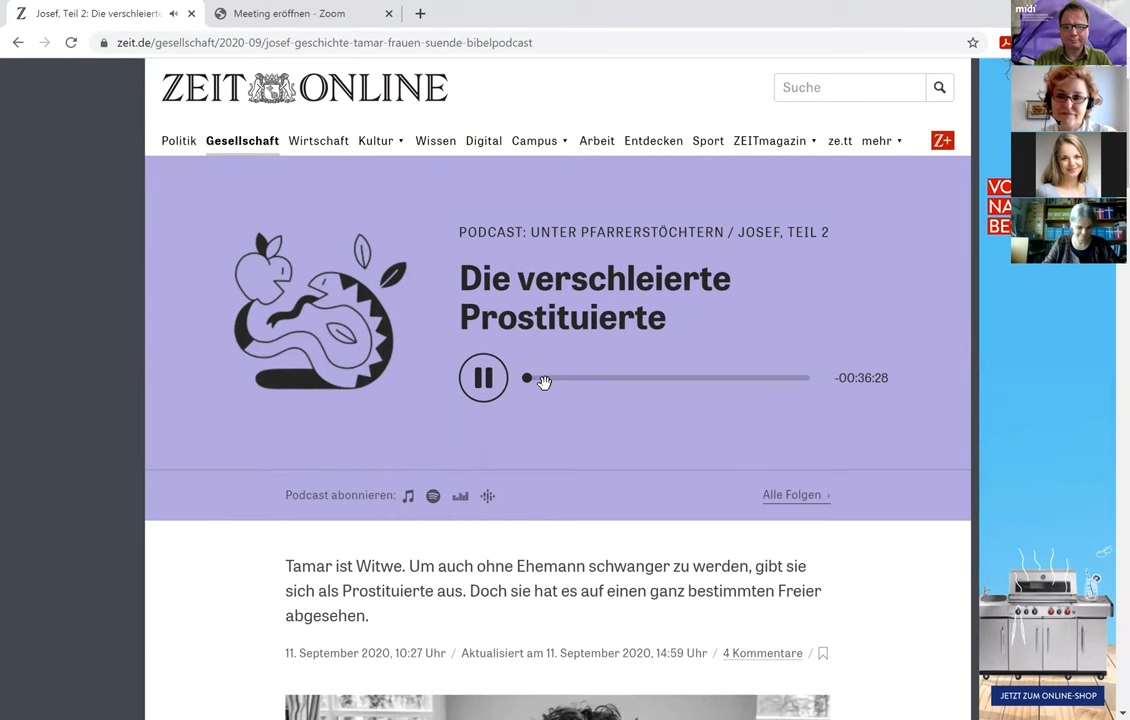 Josef, Teil 2: Die verschleierte
Meeting eröffnen - Zoom
zeit.de/gesellschaft/2020-09/josef-geschichte-tamar-frauen-suende-bibelpodcast
midi
ZEIT ONLINE
Suche
Politik Gesellschaft Wirtschaft Kultur Wissen Digital Campus Arbeit Entdecken Sport ZEITmagazin ze.tt mehr Z+
VO
NA
BE
PODCAST: UNTER PFARRERSTÖCHTERN / JOSEF, TEIL 2
Die verschleierte
Prostituierte
-00:36:28
Podcast abonnieren:
Alle Folgen ›
Tamar ist Witwe. Um auch ohne Ehemann schwanger zu werden, gibt sie
sich als Prostituierte aus. Doch sie hat es auf einen ganz bestimmten Freier
abgesehen.
11. September 2020, 10:27 Uhr / Aktualisiert am 11. September 2020, 14:59 Uhr / 4 Kommentare /
JETZT ZUM ONLINE-SHOP